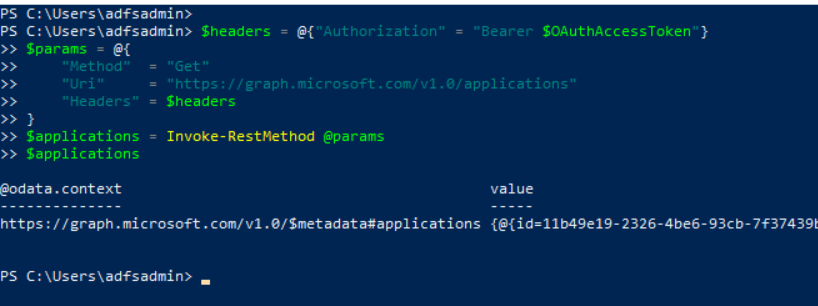 PS C:\Users\adfsadmin>
PS C:\Users\adfsadmin> $headers = @{"Authorization" = "Bearer $OAuthAccessToken"}
>> $params = @{
>>     "Method"  = "Get"
>>     "Uri"     = "https://graph.microsoft.com/v1.0/applications"
>>     "Headers" = $headers
>> }
>> $applications = Invoke-RestMethod @params
>> $applications
@odata.context                                       value
--------------                                       -----
https://graph.microsoft.com/v1.0/$metadata#applications {@{id=11b49e19-2326-4be6-93cb-7f37439b
PS C:\Users\adfsadmin>